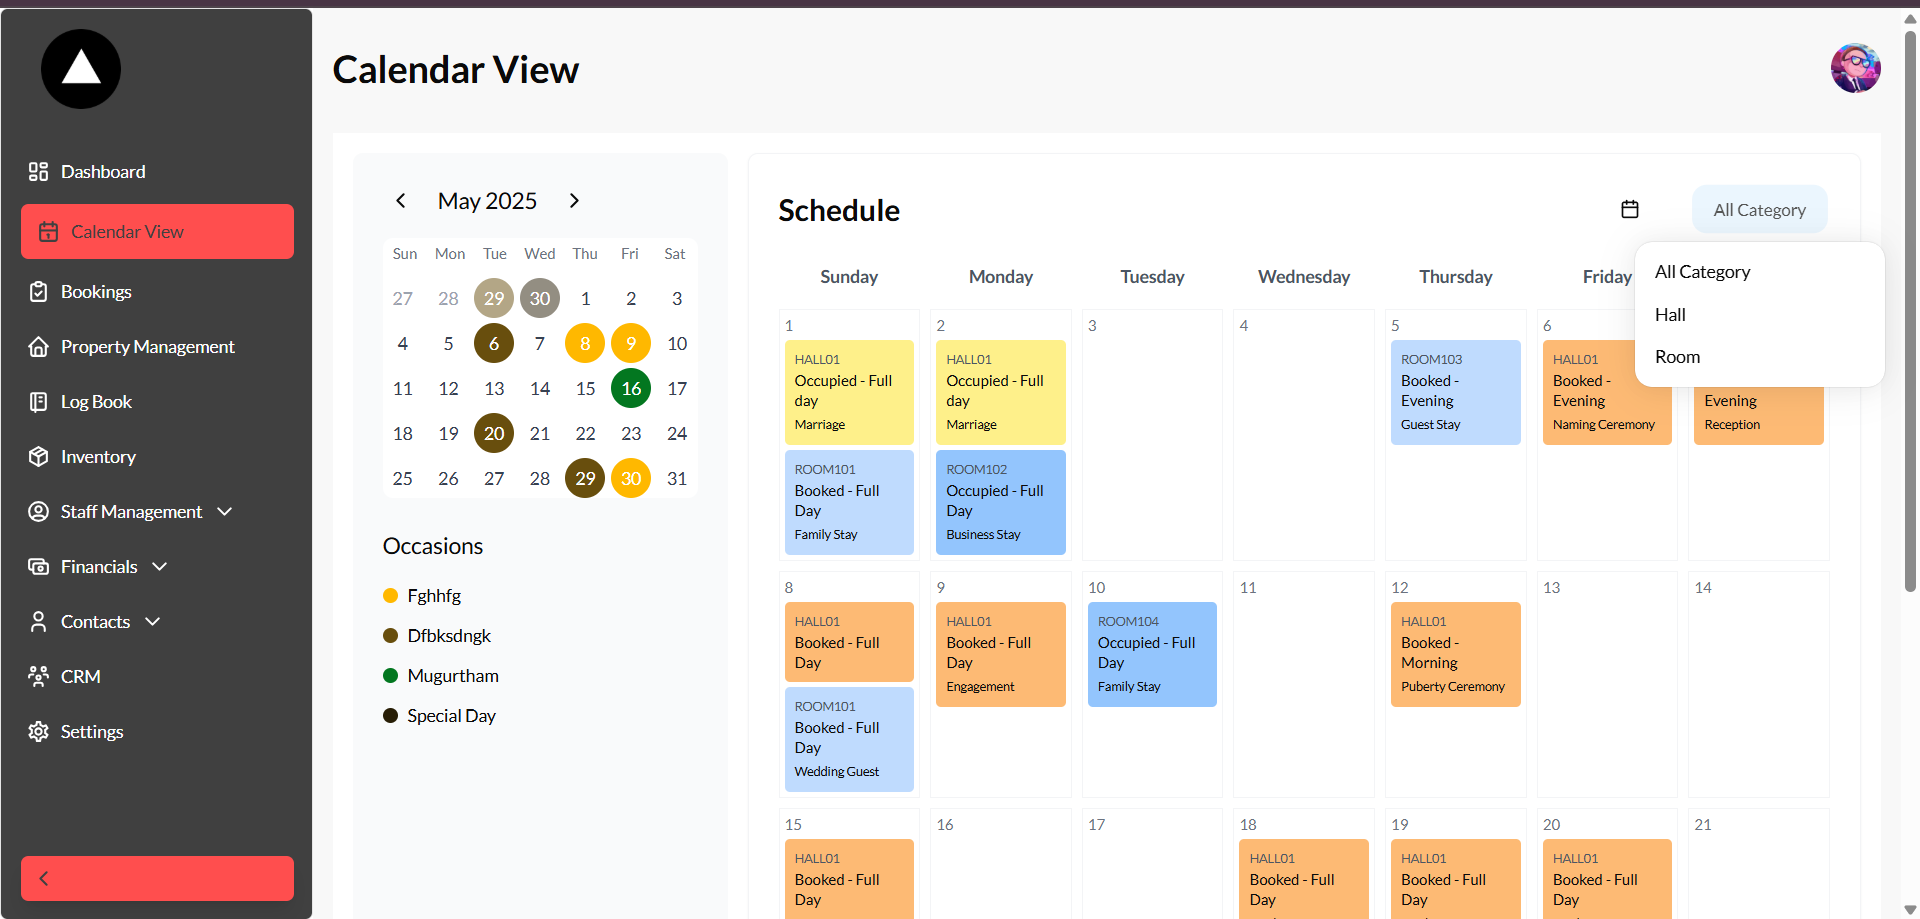 Calendar View
Dashboard
Calendar View
Bookings
Property Management
Log Book
Inventory
Staff Management
Financials
Contacts
CRM
Settings
May 2025
Sun Mon Tue Wed Thu Fri Sat
27 28 29 30 1 2 3
4 5 6 7 8 9 10
11 12 13 14 15 16 17
18 19 20 21 22 23 24
25 26 27 28 29 30 31
Occasions
Fghhfg
Dfbksdngk
Mugurtham
Special Day
Schedule
All Category
All Category
Hall
Room
Sunday Monday Tuesday Wednesday Thursday Friday
1
HALL01
Occupied - Full
day
Marriage
ROOM101
Booked - Full
Day
Family Stay
2
HALL01
Occupied - Full
day
Marriage
ROOM102
Occupied - Full
Day
Business Stay
3
4
5
ROOM103
Booked -
Evening
Guest Stay
6
HALL01
Booked -
Evening
Naming Ceremony
Evening
Reception
8
HALL01
Booked - Full
Day
ROOM101
Booked - Full
Day
Wedding Guest
9
HALL01
Booked - Full
Day
Engagement
10
ROOM104
Occupied - Full
Day
Family Stay
11
12
HALL01
Booked -
Morning
Puberty Ceremony
13
14
15
HALL01
Booked - Full
Day
16
17
18
HALL01
Booked - Full
Day
19
HALL01
Booked - Full
Day
20
HALL01
Booked - Full
Day
21